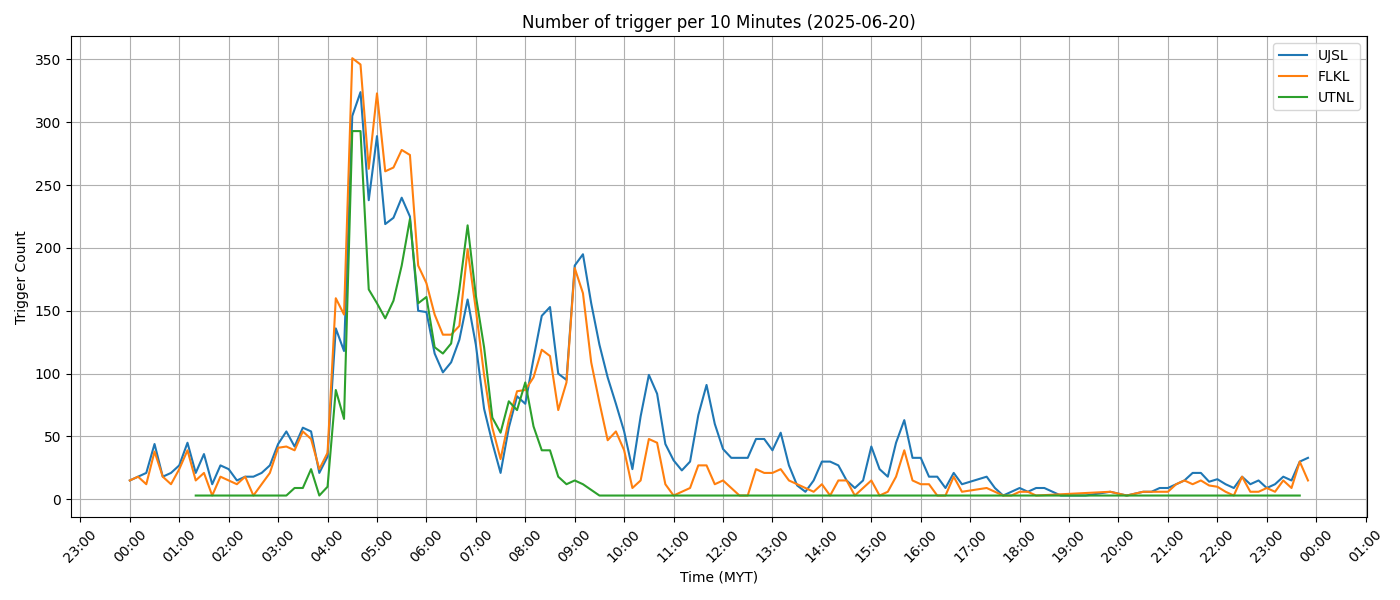 Number of trigger per 10 Minutes (2025-06-20)
UJSL
FLKL
UTNL
Trigger Count
350
300
250
200
150
100
50
0
23:00 00:00 01:00 02:00 03:00 04:00 05:00 06:00 07:00 08:00 09:00 10:00 11:00 12:00 13:00 14:00 15:00 16:00 17:00 18:00 19:00 20:00 21:00 22:00 23:00 00:00 01:00
Time (MYT)